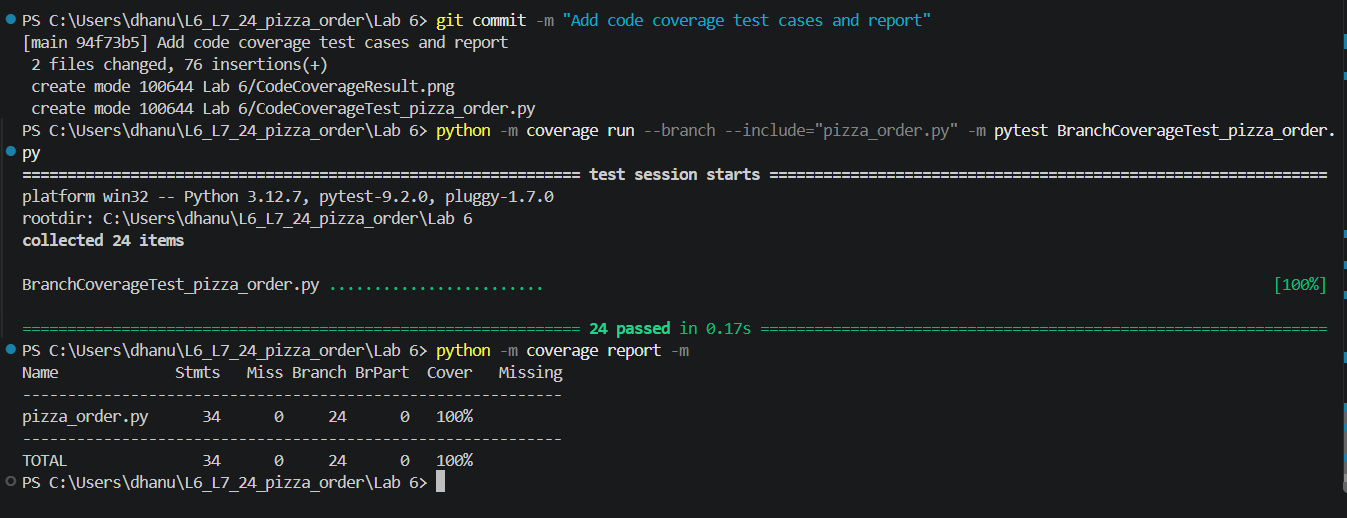 PS C:\Users\dhanu\L6_L7_24_pizza_order\Lab 6> git commit -m "Add code coverage test cases and report"
[main 94f73b5] Add code coverage test cases and report
 2 files changed, 76 insertions(+)
 create mode 100644 Lab 6/CodeCoverageResult.png
 create mode 100644 Lab 6/CodeCoverageTest_pizza_order.py
PS C:\Users\dhanu\L6_L7_24_pizza_order\Lab 6> python -m coverage run --branch --include="pizza_order.py" -m pytest BranchCoverageTest_pizza_order.
py
============================================================== test session starts ==============================================================
platform win32 -- Python 3.12.7, pytest-9.2.0, pluggy-1.7.0
rootdir: C:\Users\dhanu\L6_L7_24_pizza_order\Lab 6
collected 24 items
BranchCoverageTest_pizza_order.py ........................ [100%]
============================================================== 24 passed in 0.17s ===============================================================
PS C:\Users\dhanu\L6_L7_24_pizza_order\Lab 6> python -m coverage report -m
Name             Stmts   Miss Branch BrPart  Cover   Missing
------------------------------------------------------------
pizza_order.py      34      0     24      0   100%
------------------------------------------------------------
TOTAL               34      0     24      0   100%
PS C:\Users\dhanu\L6_L7_24_pizza_order\Lab 6>